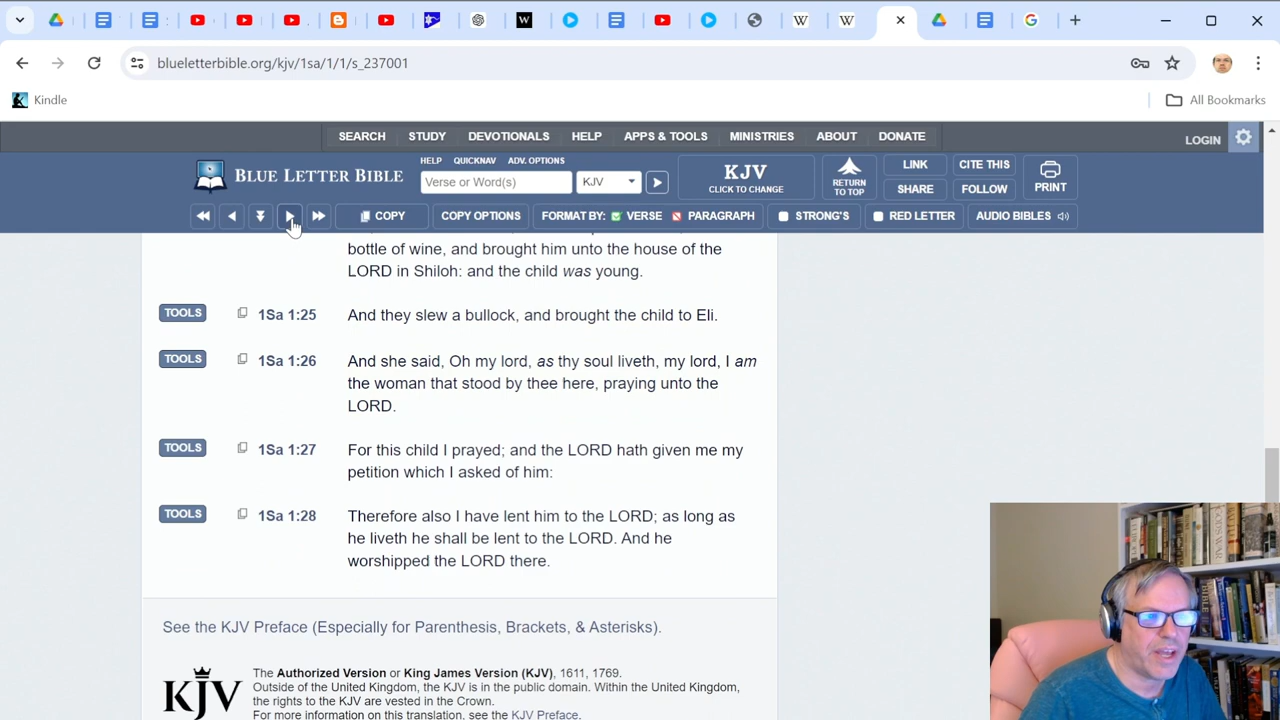 blueletterbible.org/kjv/1sa/1/1/s_237001
Kindle
All Bookmarks
SEARCH STUDY DEVOTIONALS HELP APPS & TOOLS MINISTRIES ABOUT DONATE
LOGIN
HELP QUICKNAV ADV. OPTIONS
BLUE LETTER BIBLE
Verse or Word(s)
KJV
KJV
CLICK TO CHANGE
RETURN
TO TOP
LINK
CITE THIS
SHARE
FOLLOW
PRINT
COPY COPY OPTIONS FORMAT BY: VERSE PARAGRAPH STRONG'S RED LETTER AUDIO BIBLES
bottle of wine, and brought him unto the house of the
LORD in Shiloh: and the child was young.
TOOLS 1Sa 1:25 And they slew a bullock, and brought the child to Eli.
TOOLS 1Sa 1:26 And she said, Oh my lord, as thy soul liveth, my lord, I am
the woman that stood by thee here, praying unto the
LORD.
TOOLS 1Sa 1:27 For this child I prayed; and the LORD hath given me my
petition which I asked of him:
TOOLS 1Sa 1:28 Therefore also I have lent him to the LORD; as long as
he liveth he shall be lent to the LORD. And he
worshipped the LORD there.
See the KJV Preface (Especially for Parenthesis, Brackets, & Asterisks).
KJV
The Authorized Version or King James Version (KJV), 1611, 1769.
Outside of the United Kingdom, the KJV is in the public domain. Within the United Kingdom,
the rights to the KJV are vested in the Crown.
For more information on this translation, see the KJV Preface.